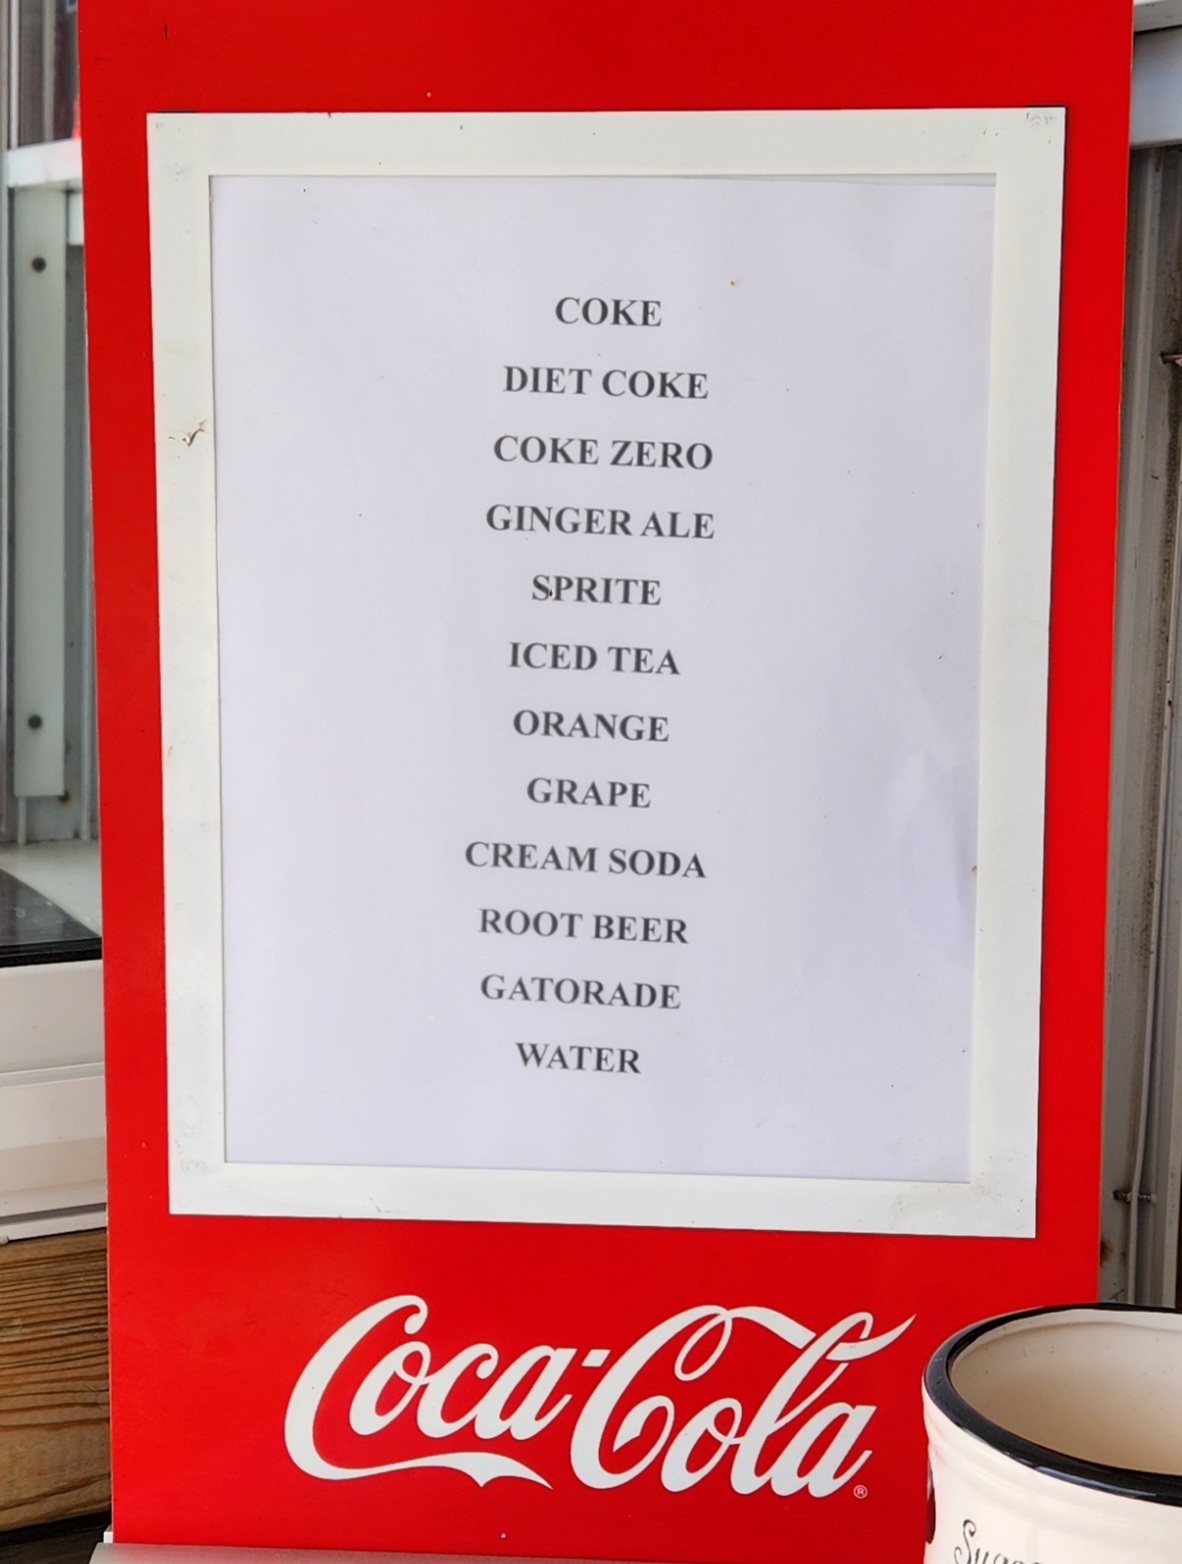 COKE
DIET COKE
COKE ZERO
GINGER ALE
SPRITE
ICED TEA
ORANGE
GRAPE
CREAM SODA
ROOT BEER
GATORADE
WATER
Coca-Cola®